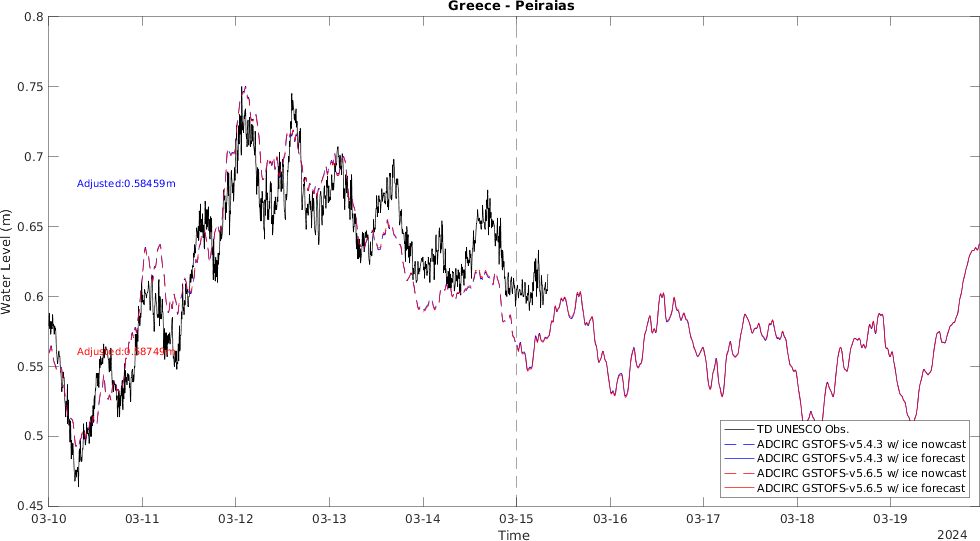 Greece - Peiraias
0.8
0.75
0.7
0.65
0.6
0.55
0.5
0.45
Water Level (m)
Adjusted:0.58459m
Adjusted:0.58749m
TD UNESCO Obs.
ADCIRC GSTOFS-v5.4.3 w/ ice nowcast
ADCIRC GSTOFS-v5.4.3 w/ ice forecast
ADCIRC GSTOFS-v5.6.5 w/ ice nowcast
ADCIRC GSTOFS-v5.6.5 w/ ice forecast
03-10 03-11 03-12 03-13 03-14 03-15 03-16 03-17 03-18 03-19
Time
2024